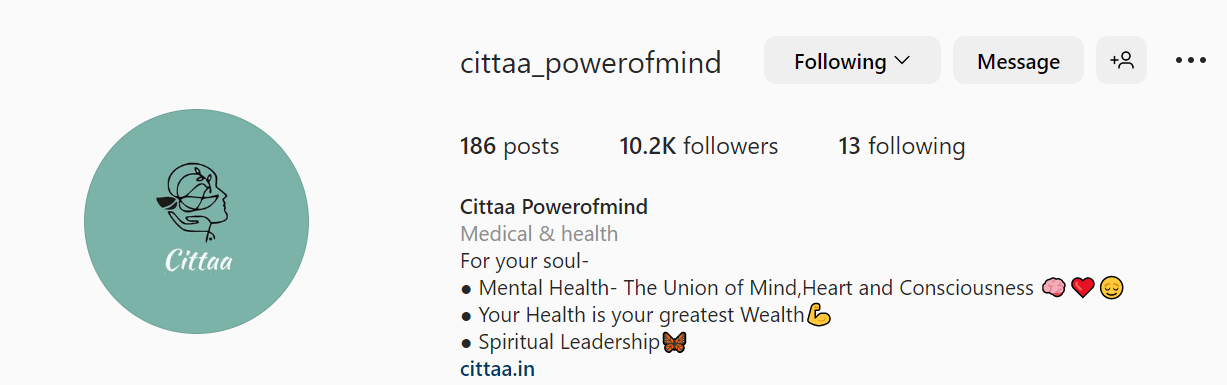 cittaa_powerofmind Following Message
186 posts 10.2K followers 13 following
Cittaa
Cittaa Powerofmind
Medical & health
For your soul-
● Mental Health- The Union of Mind,Heart and Consciousness 🧠❤️😌
● Your Health is your greatest Wealth💪
● Spiritual Leadership🦋
cittaa.in